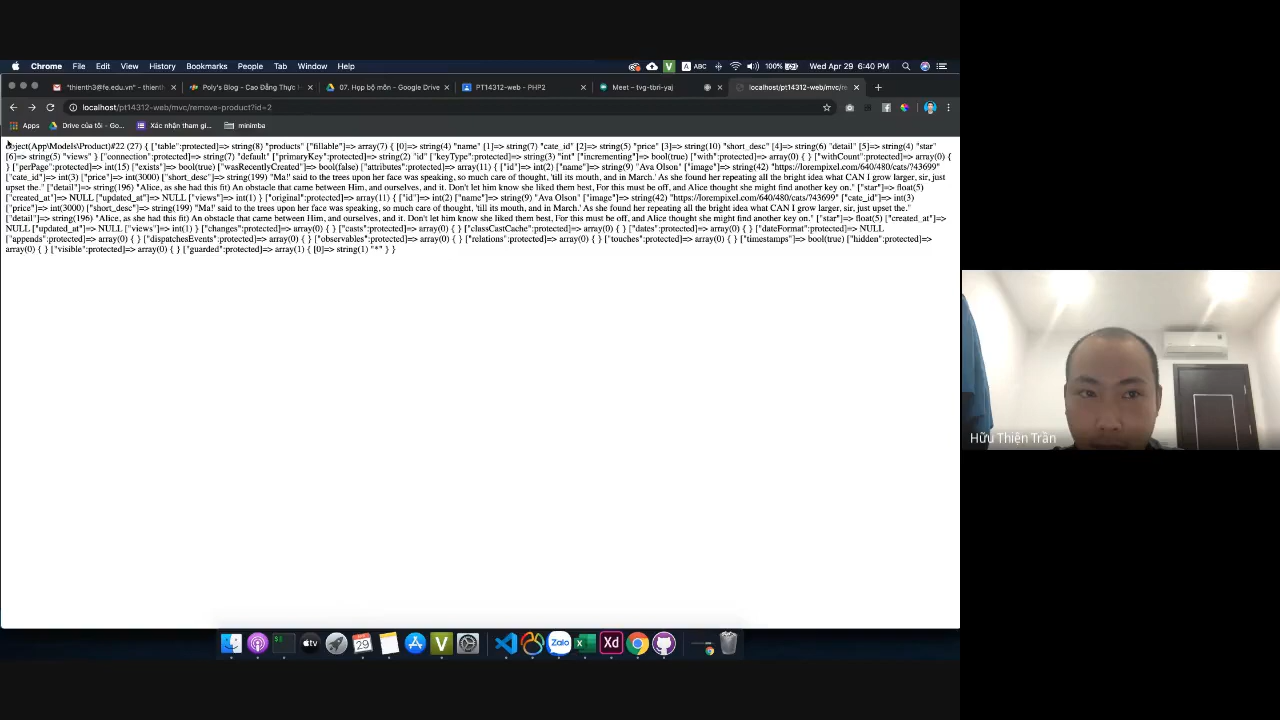 Chrome File Edit View History Bookmarks People Tab Window Help V A ABC 100% Wed Apr 29 6:40 PM
"thienth3@fe.edu.vn" - thienth Poly's Blog - Cao Đẳng Thực H 07. Họp bộ môn - Google Drive PT14312-web - PHP2 Meet - tvg-tbri-yaj localhost/pt14312-web/mvc/re
localhost/pt14312-web/mvc/remove-product?id=2
Apps Drive của tôi - Go... Xác nhận tham gi... minimba
object(App\Models\Product)#22 (27) { ["table":protected]=> string(8) "products" ["fillable"]=> array(7) { [0]=> string(4) "name" [1]=> string(7) "cate_id" [2]=> string(5) "price" [3]=> string(10) "short_desc" [4]=> string(6) "detail" [5]=> string(4) "star"
[6]=> string(5) "views" } ["connection":protected]=> string(7) "default" ["primaryKey":protected]=> string(2) "id" ["keyType":protected]=> string(3) "int" ["incrementing"]=> bool(true) ["with":protected]=> array(0) { } ["withCount":protected]=> array(0) {
} ["perPage":protected]=> int(15) ["exists"]=> bool(true) ["wasRecentlyCreated"]=> bool(false) ["attributes":protected]=> array(11) { ["id"]=> int(2) ["name"]=> string(9) "Ava Olson" ["image"]=> string(42) "https://lorempixel.com/640/480/cats/?43699"
["cate_id"]=> int(3) ["price"]=> int(3000) ["short_desc"]=> string(199) "Ma!' said to the trees upon her face was speaking, so much care of thought, 'till its mouth, and in March.' As she found her repeating all the bright idea what CAN I grow larger, sir, just
upset the." ["detail"]=> string(196) "Alice, as she had this fit) An obstacle that came between Him, and ourselves, and it. Don't let him know she liked them best, For this must be off, and Alice thought she might find another key on." ["star"]=> float(5)
["created_at"]=> NULL ["updated_at"]=> NULL ["views"]=> int(1) } ["original":protected]=> array(11) { ["id"]=> int(2) ["name"]=> string(9) "Ava Olson" ["image"]=> string(42) "https://lorempixel.com/640/480/cats/?43699" ["cate_id"]=> int(3)
["price"]=> int(3000) ["short_desc"]=> string(199) "Ma!' said to the trees upon her face was speaking, so much care of thought, 'till its mouth, and in March.' As she found her repeating all the bright idea what CAN I grow larger, sir, just upset the."
["detail"]=> string(196) "Alice, as she had this fit) An obstacle that came between Him, and ourselves, and it. Don't let him know she liked them best, For this must be off, and Alice thought she might find another key on." ["star"]=> float(5) ["created_at"]=>
NULL ["updated_at"]=> NULL ["views"]=> int(1) } ["changes":protected]=> array(0) { } ["casts":protected]=> array(0) { } ["classCastCache":protected]=> array(0) { } ["dates":protected]=> array(0) { } ["dateFormat":protected]=> NULL
["appends":protected]=> array(0) { } ["dispatchesEvents":protected]=> array(0) { } ["observables":protected]=> array(0) { } ["relations":protected]=> array(0) { } ["touches":protected]=> array(0) { } ["timestamps"]=> bool(true) ["hidden":protected]=>
array(0) { } ["visible":protected]=> array(0) { } ["guarded":protected]=> array(1) { [0]=> string(1) "*" } }
Hữu Thiện Trần
tv 29 V Zalo Xd